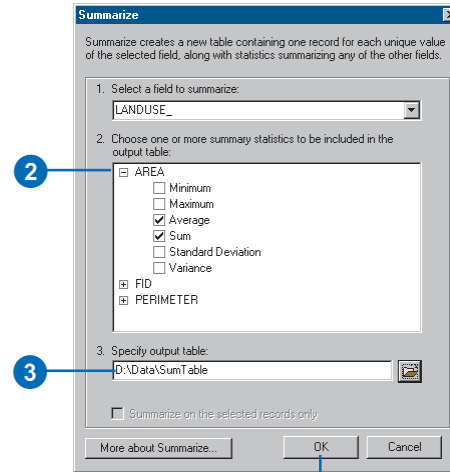 Summarize
Summarize creates a new table containing one record for each unique value
of the selected field, along with statistics summarizing any of the other fields.
1. Select a field to summarize:
LANDUSE_
2. Choose one or more summary statistics to be included in the
output table:
2
AREA
Minimum
Maximum
Average
Sum
Standard Deviation
Variance
FID
PERIMETER
3. Specify output table:
3
D:\Data\SumTable
Summarize on the selected records only
More about Summarize...
OK
Cancel